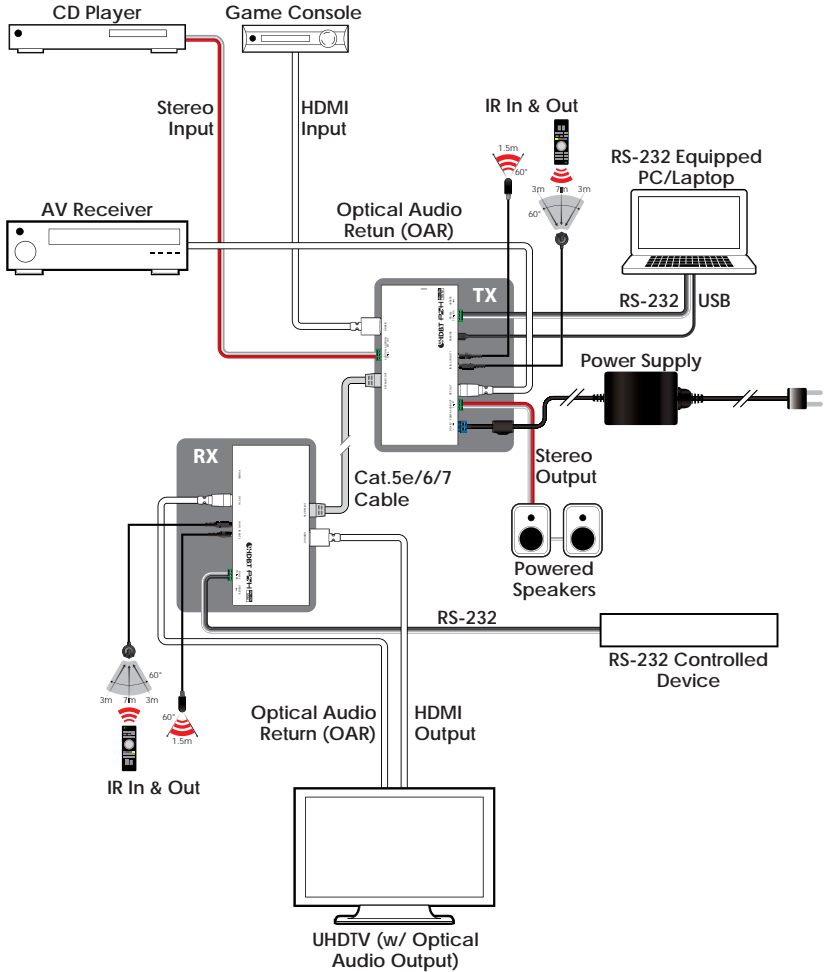 CD Player
Game Console
Stereo
Input
HDMI
Input
IR In & Out
1.5m
60°
3m 7m 3m
60°
RS-232 Equipped
PC/Laptop
AV Receiver
Optical Audio
Retun (OAR)
TX
RS-232
USB
HDBT
Power Supply
RX
Cat.5e/6/7
Cable
Stereo
Output
HDBT
Powered
Speakers
RS-232
RS-232 Controlled
Device
60°
3m 7m 3m
60°
1.5m
IR In & Out
Optical Audio
Return (OAR)
HDMI
Output
UHDTV (w/ Optical
Audio Output)